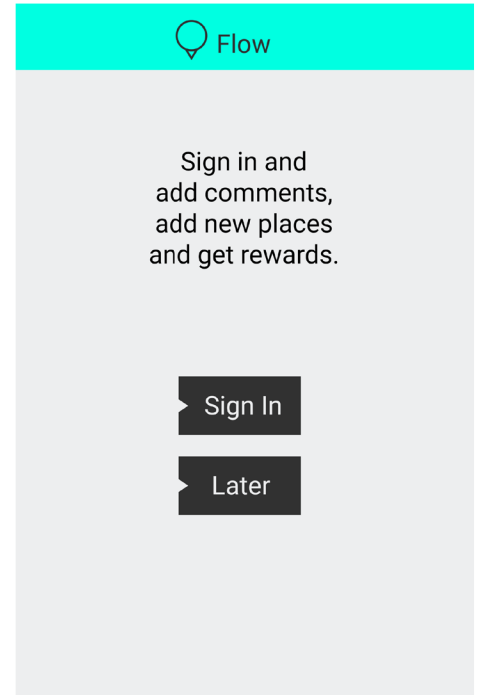 Flow
Sign in and
add comments,
add new places
and get rewards.
Sign In
Later